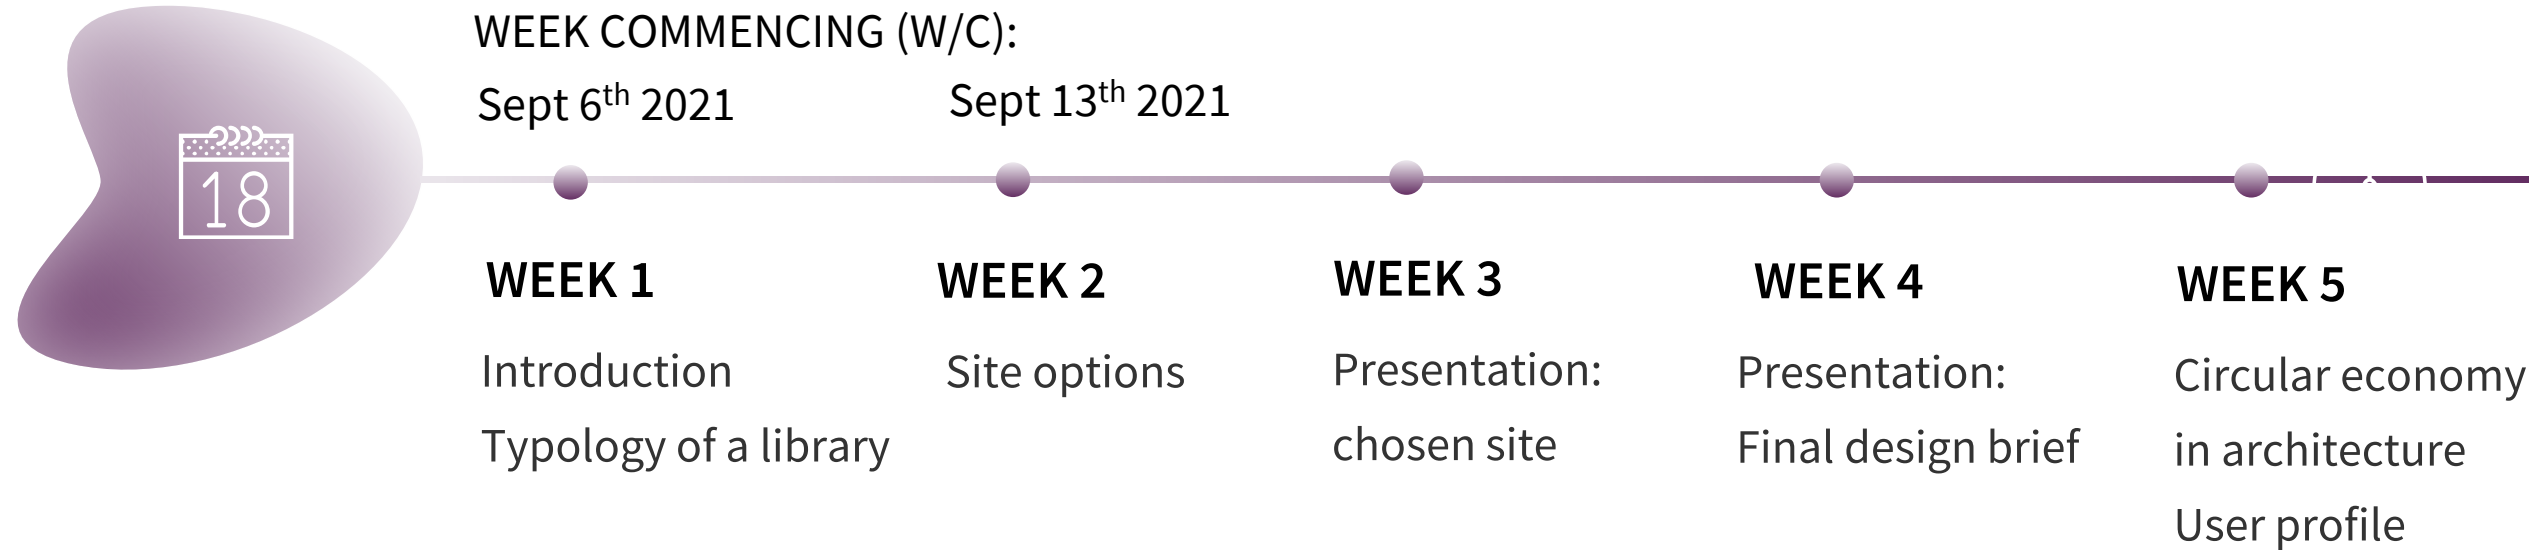 WEEK COMMENCING (W/C):
Sept 6th 2021
Sept 13th 2021
18
WEEK 1
Introduction
Typology of a library
WEEK 2
Site options
WEEK 3
Presentation:
chosen site
WEEK 4
Presentation:
Final design brief
WEEK 5
Circular economy
in architecture
User profile